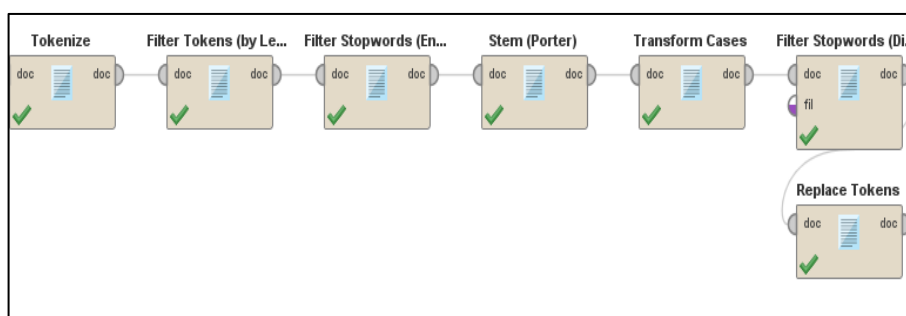 Tokenize
Filter Tokens (by Le...
Filter Stopwords (En...
Stem (Porter)
Transform Cases
Filter Stopwords (Di.
doc doc
doc doc
doc doc
doc doc
doc doc
doc doc
fil
Replace Tokens
doc doc